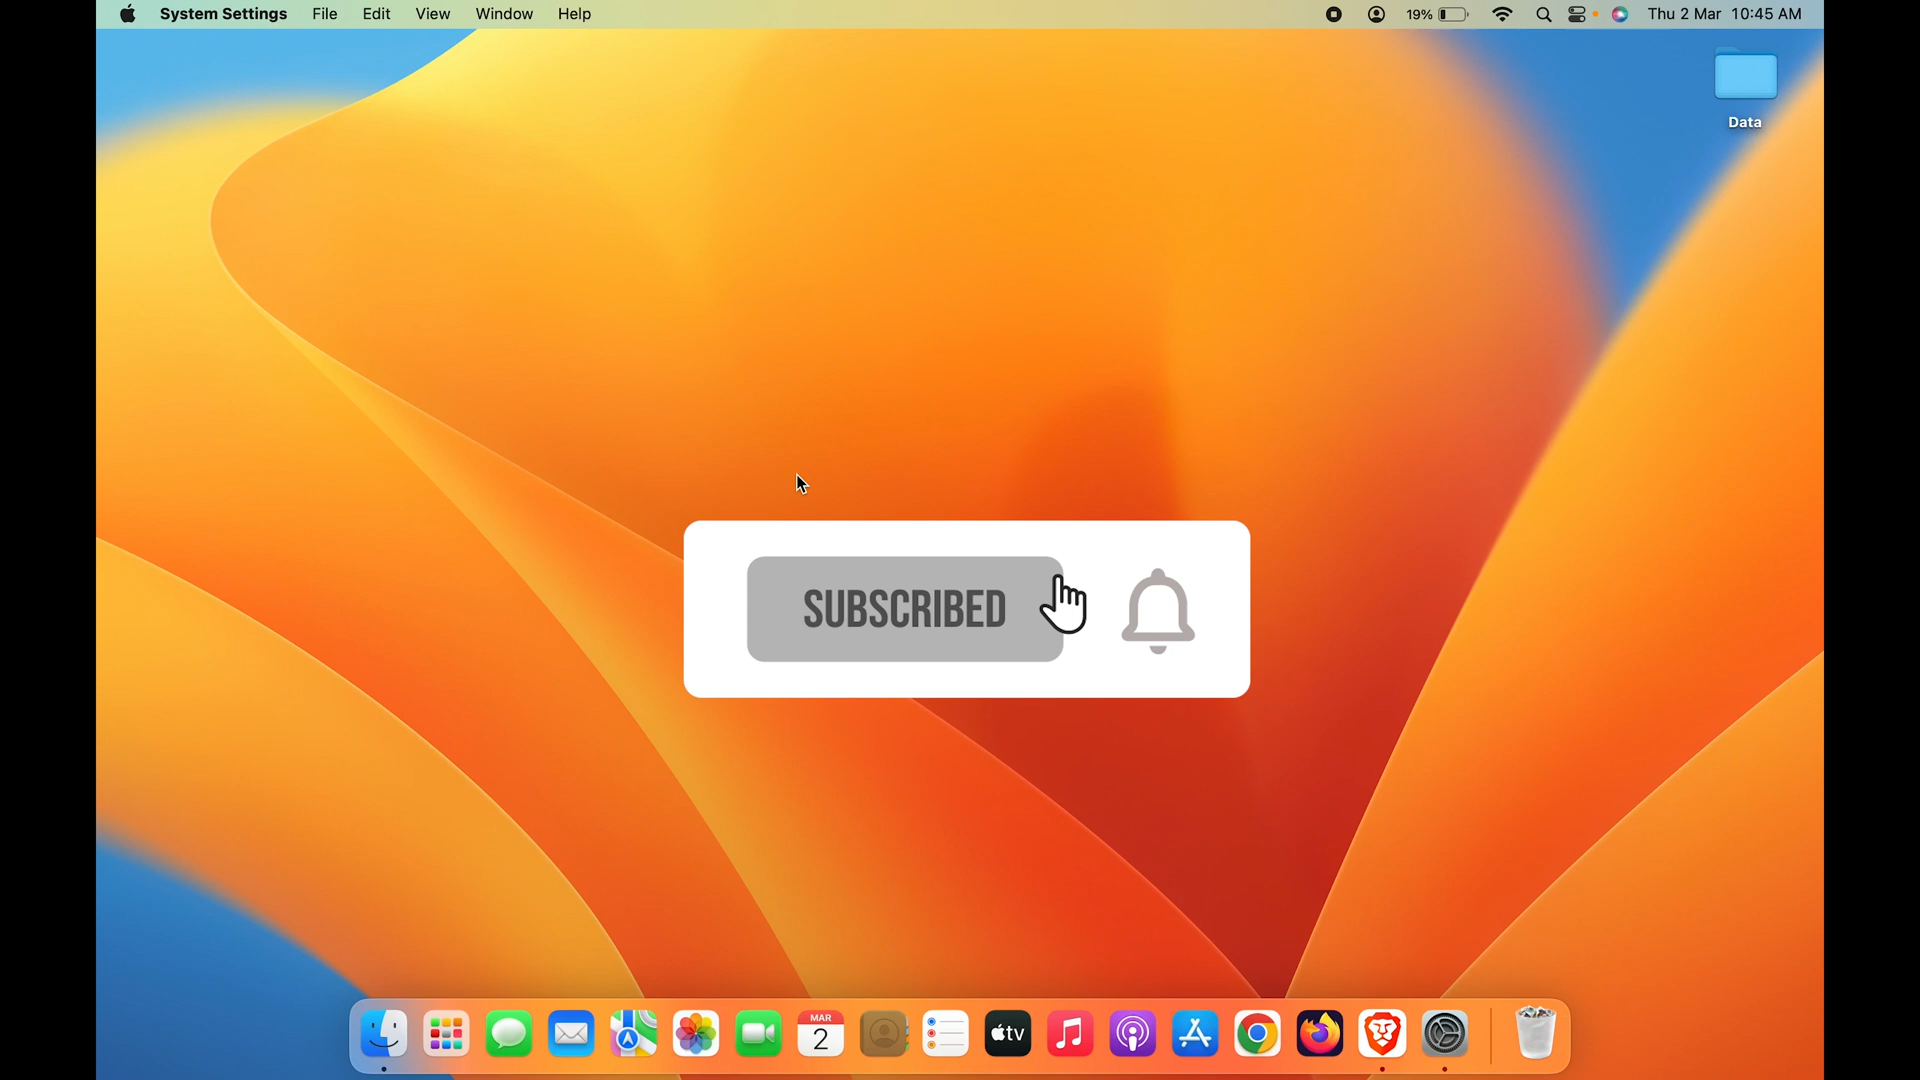 System Settings File Edit View Window Help 19% Thu 2 Mar 10:45 AM
Data
SUBSCRIBED
MAR
2
tv